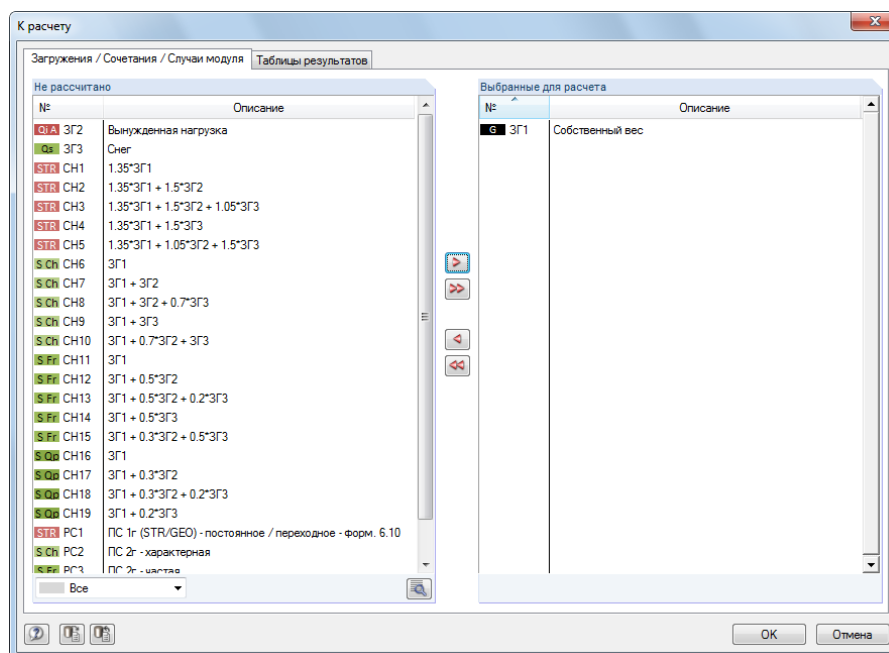 К расчету
Загружения / Сочетания / Случаи модуля Таблицы результатов
Не рассчитано
№ Описание
Qi A ЗГ2 Вынужденная нагрузка
Qs ЗГ3 Снег
STR СН1 1.35*ЗГ1
STR СН2 1.35*ЗГ1 + 1.5*ЗГ2
STR СН3 1.35*ЗГ1 + 1.5*ЗГ2 + 1.05*ЗГ3
STR СН4 1.35*ЗГ1 + 1.5*ЗГ3
STR СН5 1.35*ЗГ1 + 1.05*ЗГ2 + 1.5*ЗГ3
S Ch СН6 ЗГ1
S Ch СН7 ЗГ1 + ЗГ2
S Ch СН8 ЗГ1 + ЗГ2 + 0.7*ЗГ3
S Ch СН9 ЗГ1 + ЗГ3
S Ch СН10 ЗГ1 + 0.7*ЗГ2 + ЗГ3
S Fr СН11 ЗГ1
S Fr СН12 ЗГ1 + 0.5*ЗГ2
S Fr СН13 ЗГ1 + 0.5*ЗГ2 + 0.2*ЗГ3
S Fr СН14 ЗГ1 + 0.5*ЗГ3
S Fr СН15 ЗГ1 + 0.3*ЗГ2 + 0.5*ЗГ3
S Qp СН16 ЗГ1
S Qp СН17 ЗГ1 + 0.3*ЗГ2
S Qp СН18 ЗГ1 + 0.3*ЗГ2 + 0.2*ЗГ3
S Qp СН19 ЗГ1 + 0.2*ЗГ3
STR РС1 ПС 1г (STR/GEO) - постоянное / переходное - форм. 6.10
S Ch РС2 ПС 2г - характерная
S Fr РС3 ПС 2г - частая
Все
Выбранные для расчета
№ Описание
G ЗГ1 Собственный вес
OK Отмена